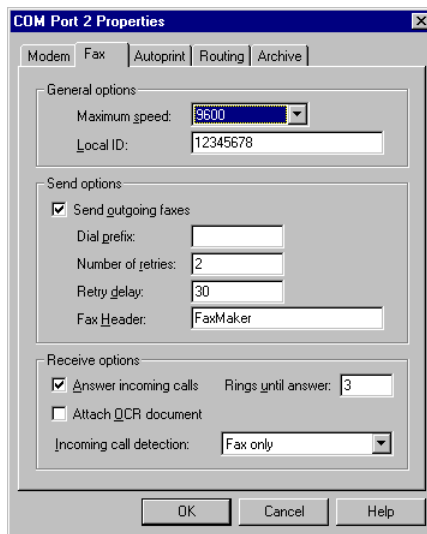 COM Port 2 Properties
Modem Fax Autoprint Routing Archive
General options
Maximum speed: 9600
Local ID: 12345678
Send options
Send outgoing faxes
Dial prefix:
Number of retries: 2
Retry delay: 30
Fax Header: FaxMaker
Receive options
Answer incoming calls Rings until answer: 3
Attach OCR document
Incoming call detection: Fax only
OK Cancel Help